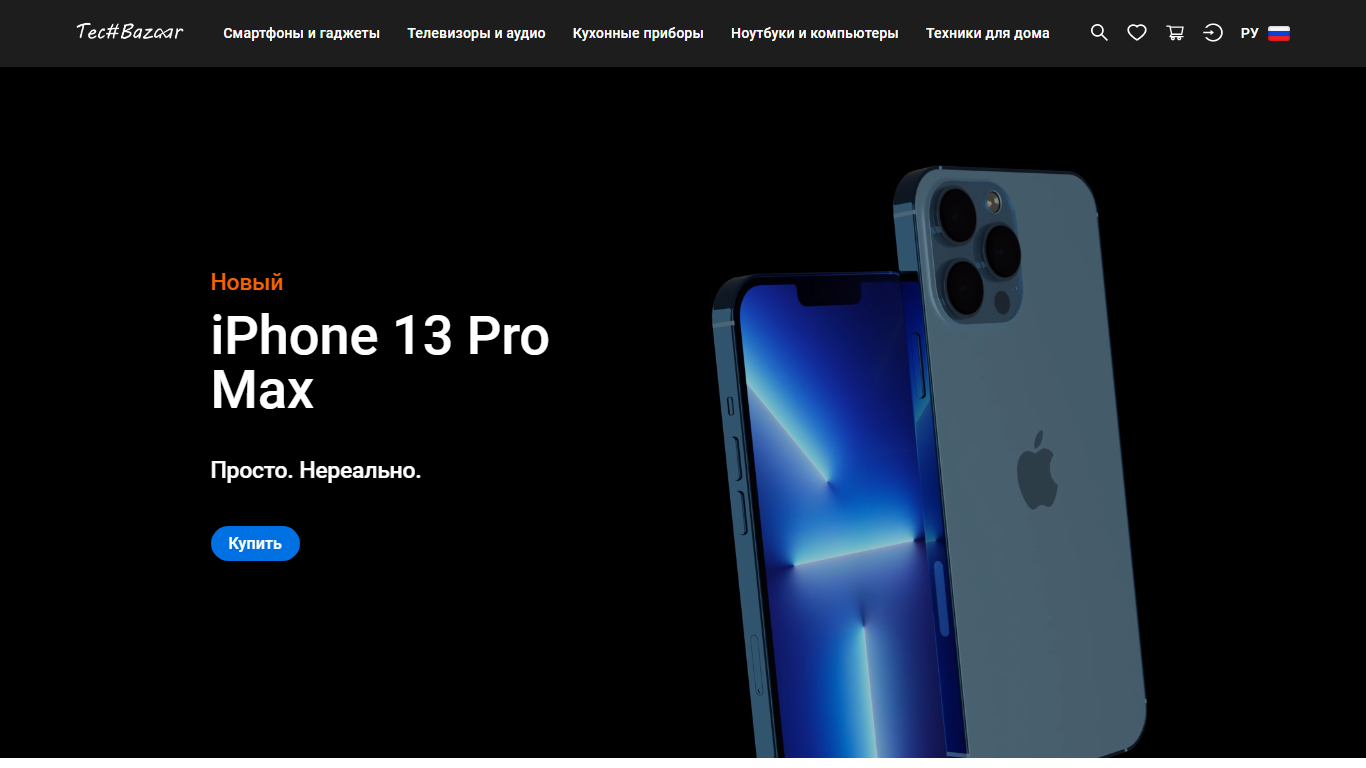 Tec#Bazaar
Смартфоны и гаджеты
Телевизоры и аудио
Кухонные приборы
Ноутбуки и компьютеры
Техники для дома
РУ
Новый
iPhone 13 Pro
Max
Просто. Нереально.
Купить